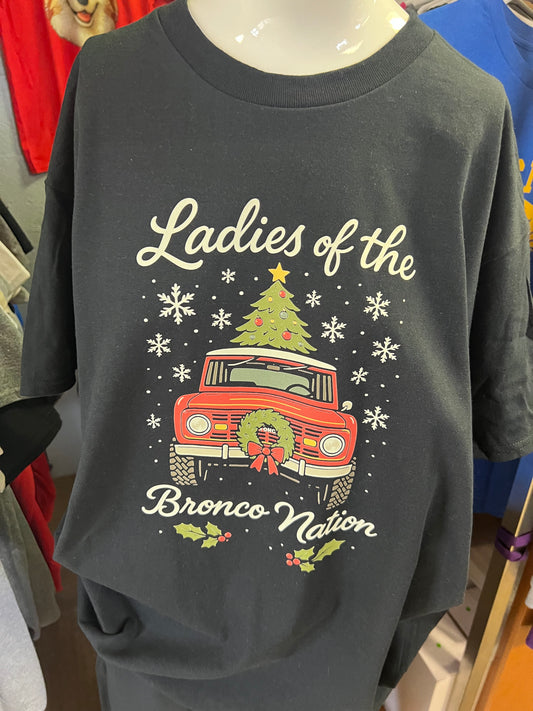 Ladies of the
Bronco Nation